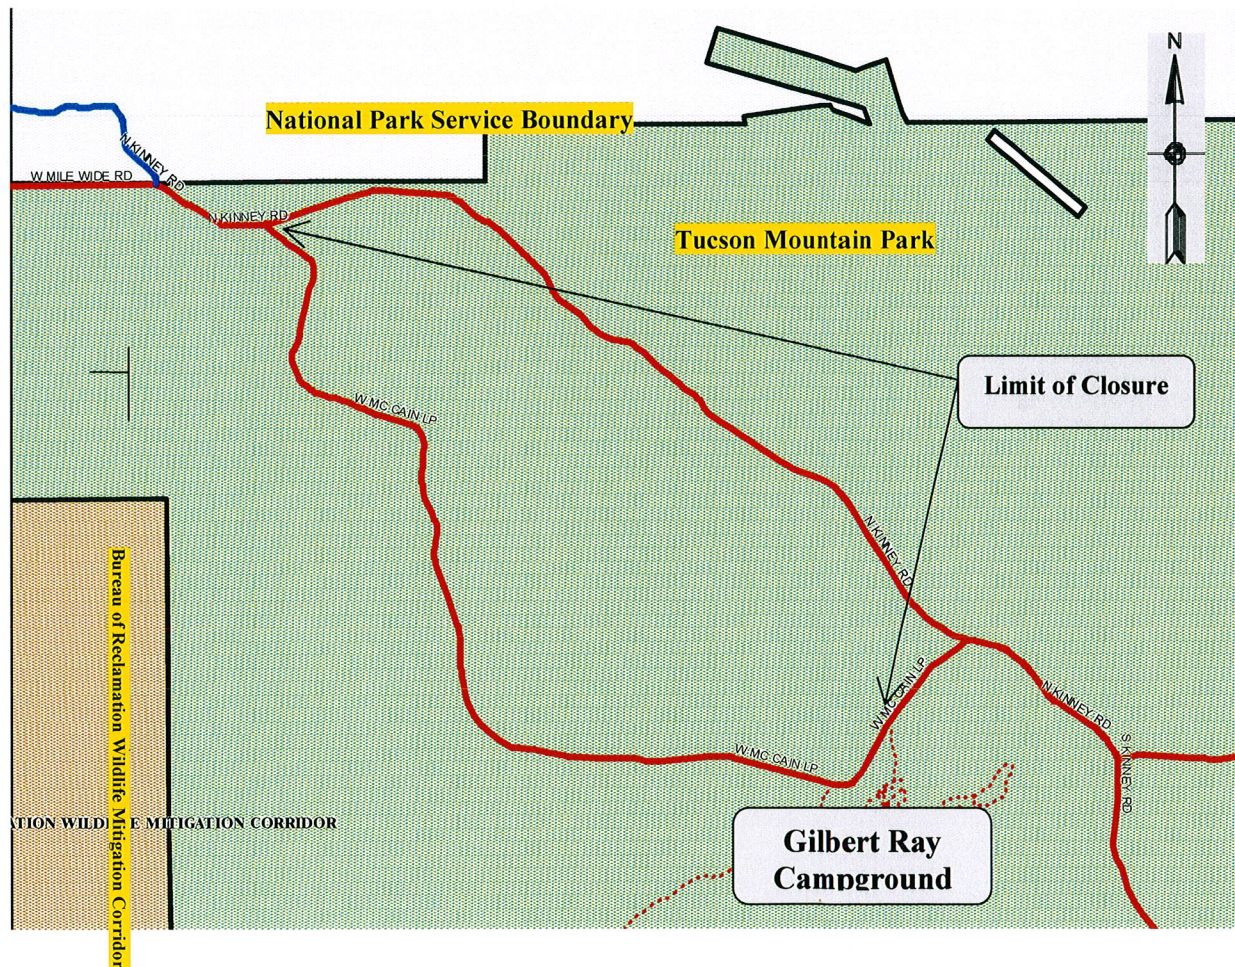 N
National Park Service Boundary
N.KINNEY RD
W.MILE WIDE RD
N.KINNEY RD
Tucson Mountain Park
Limit of Closure
W.MC.CAIN.LP
N.KINNEY RD
W.MC.CAIN LP
N.KINNEY.RD
S.KINNEY RD
W.MC.CAIN.LP
Bureau of Reclamation Wildlife Mitigation Corridor
ATION WILDLIFE MITIGATION CORRIDOR
Gilbert Ray
Campground